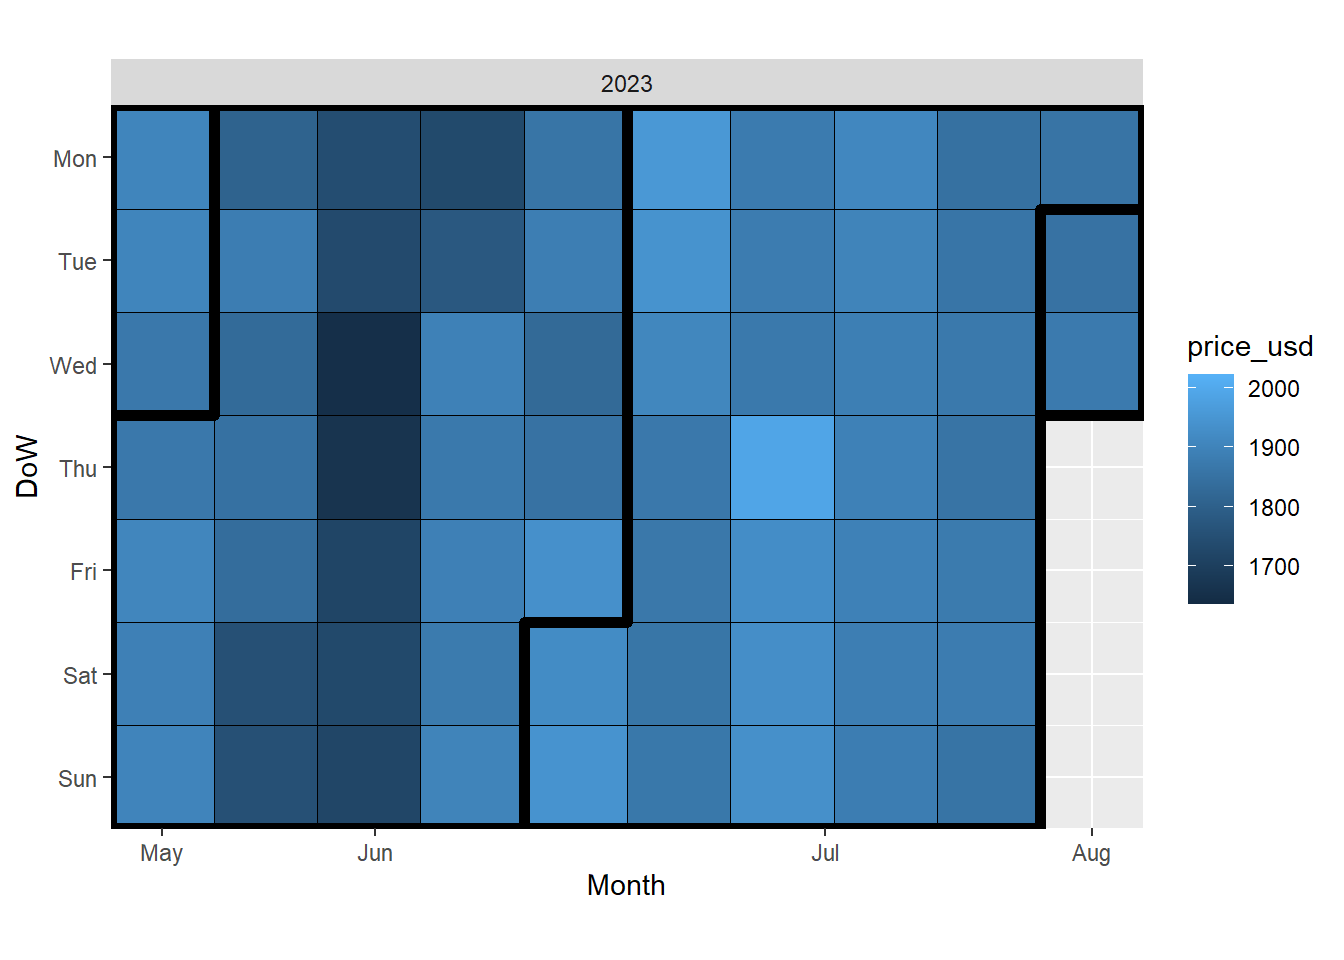 2023
Mon
Tue
Wed
Thu
Fri
Sat
Sun
DoW
May Jun Jul Aug
Month
price_usd
2000
1900
1800
1700